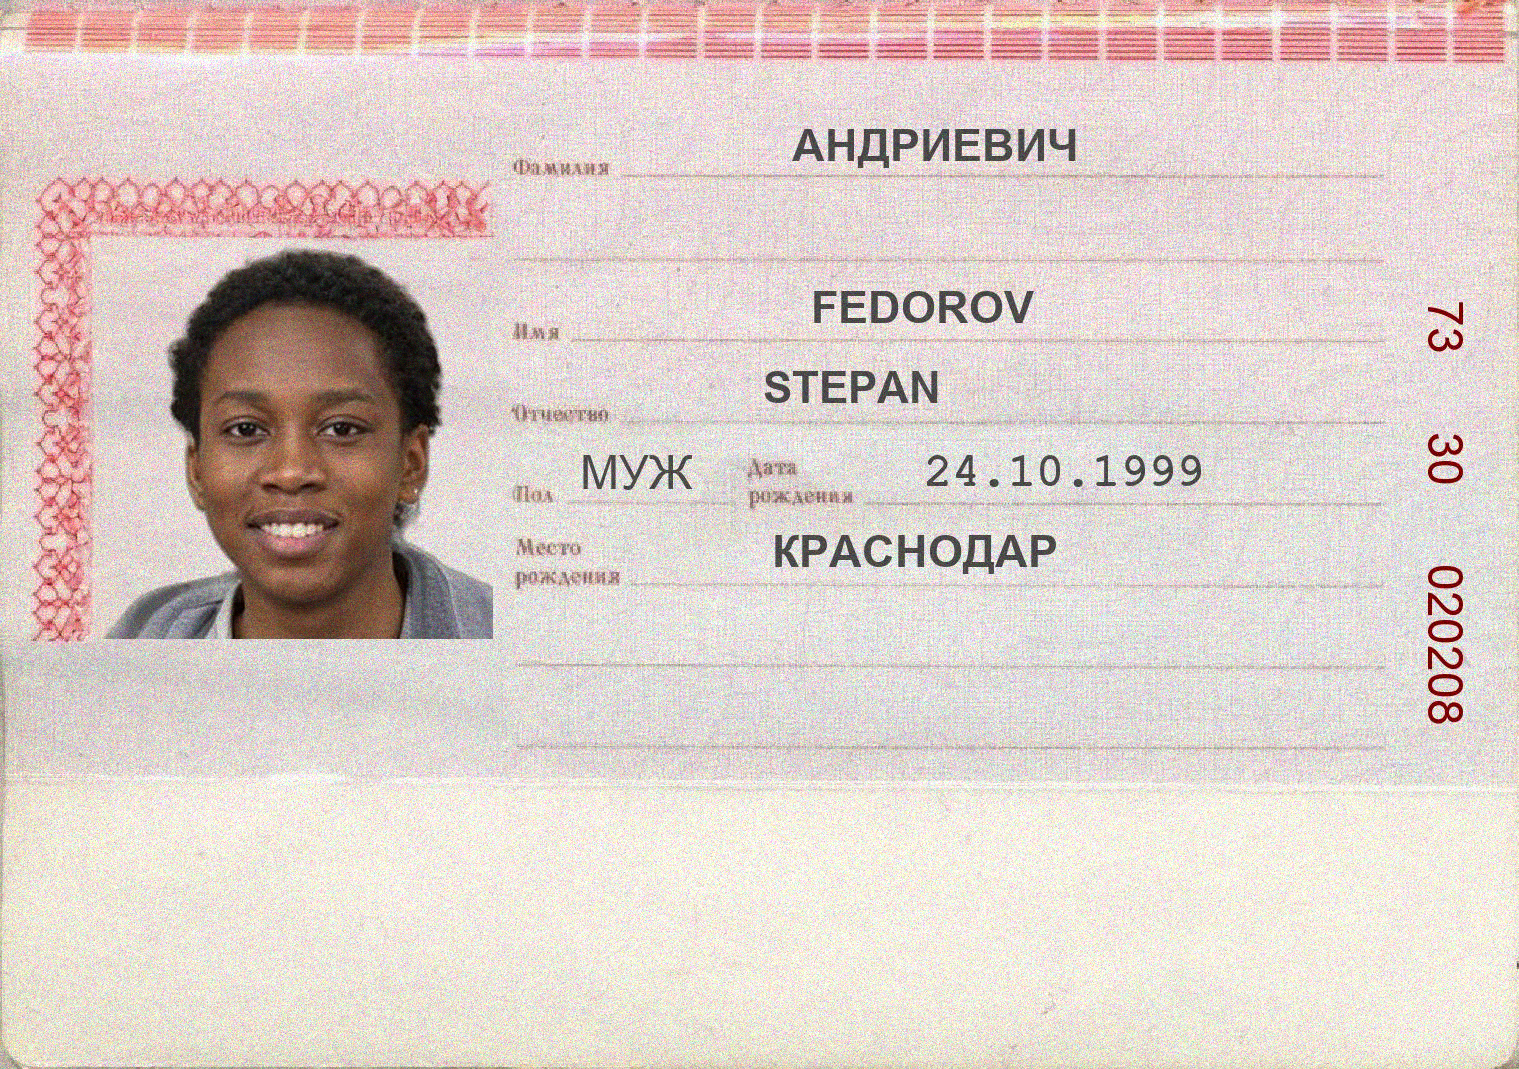 Фамилия АНДРИЕВИЧ
Имя FEDOROV
Отчество STEPAN
Пол МУЖ Дата рождения 24.10.1999
Место рождения КРАСНОДАР
73 30 020208